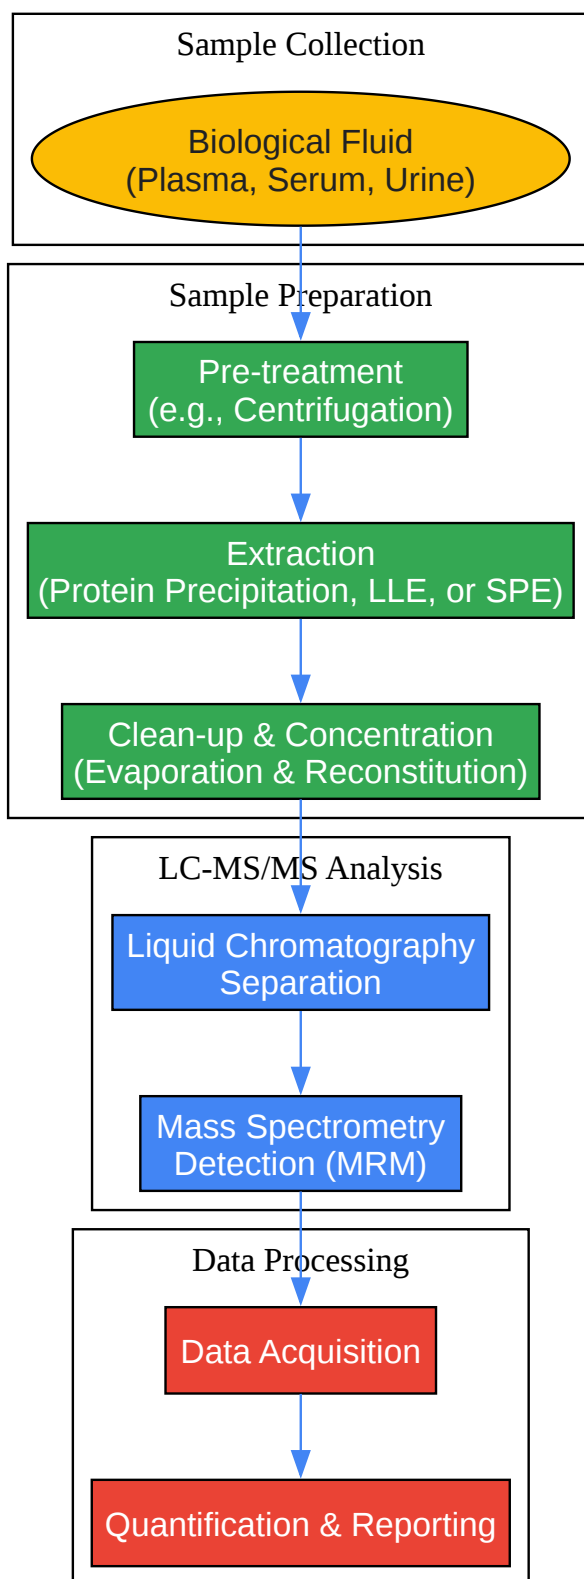 Sample Collection
Biological Fluid
(Plasma, Serum, Urine)
Sample Preparation
Pre-treatment
(e.g., Centrifugation)
Extraction
(Protein Precipitation, LLE, or SPE)
Clean-up & Concentration
(Evaporation & Reconstitution)
LC-MS/MS Analysis
Liquid Chromatography
Separation
Mass Spectrometry
Detection (MRM)
Data Processing
Data Acquisition
Quantification & Reporting